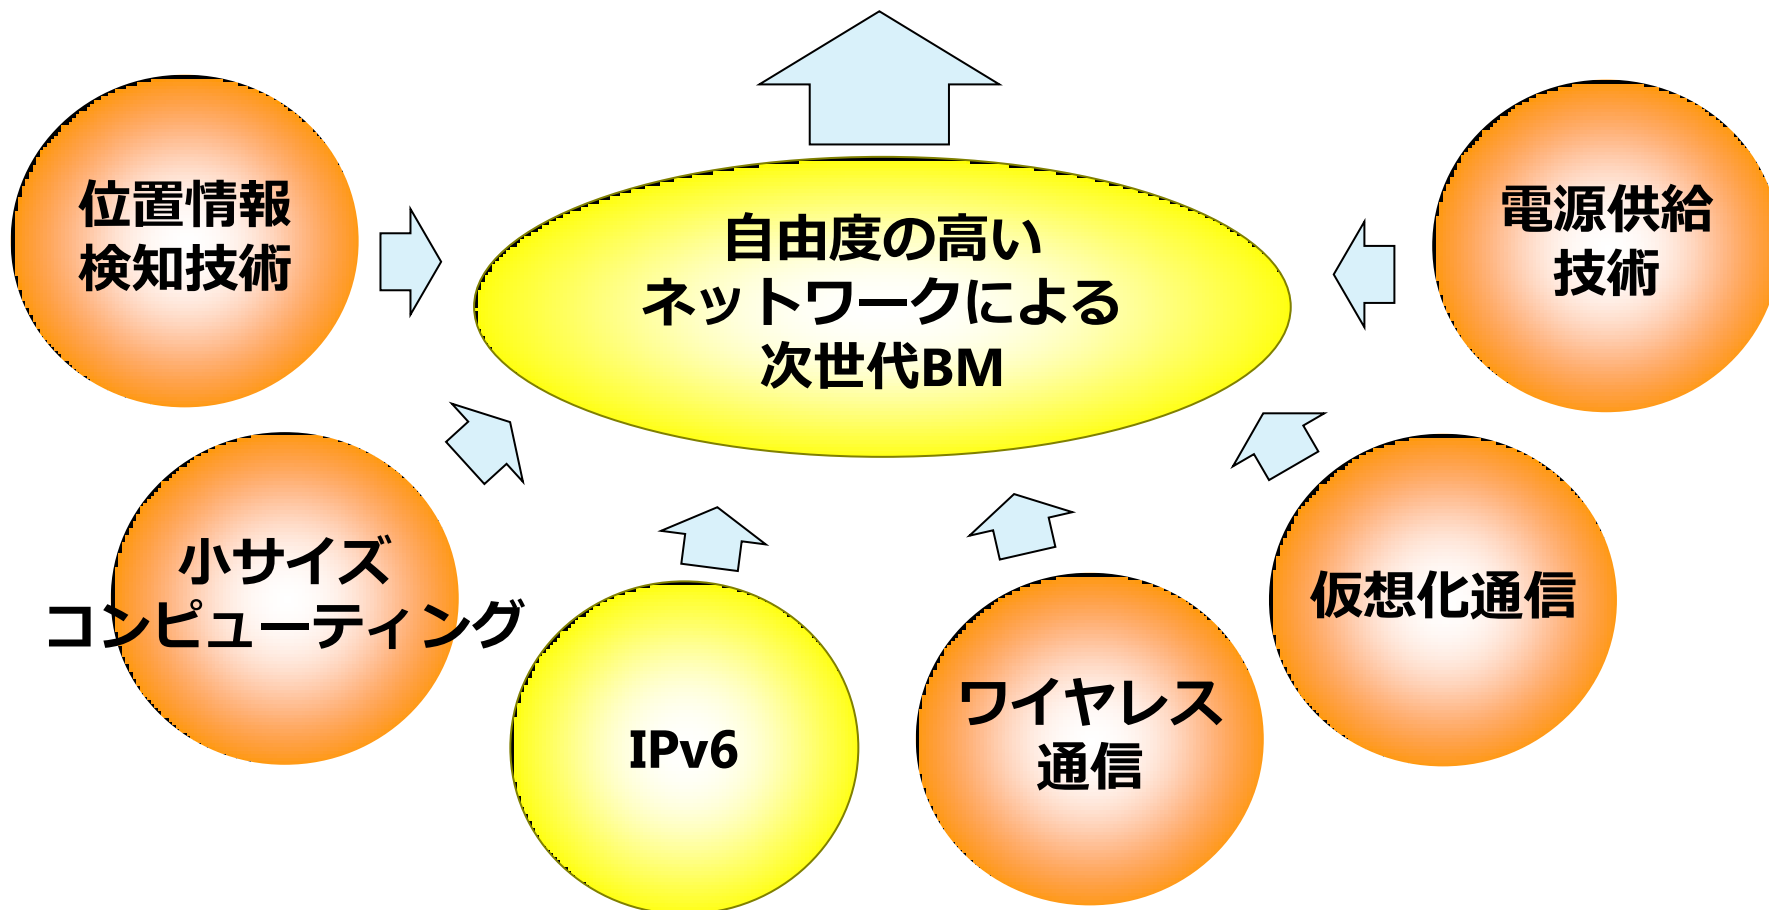 位置情報
検知技術
自由度の高い
ネットワークによる
次世代BM
電源供給
技術
小サイズ
コンピューティング
IPv6
ワイヤレス
通信
仮想化通信